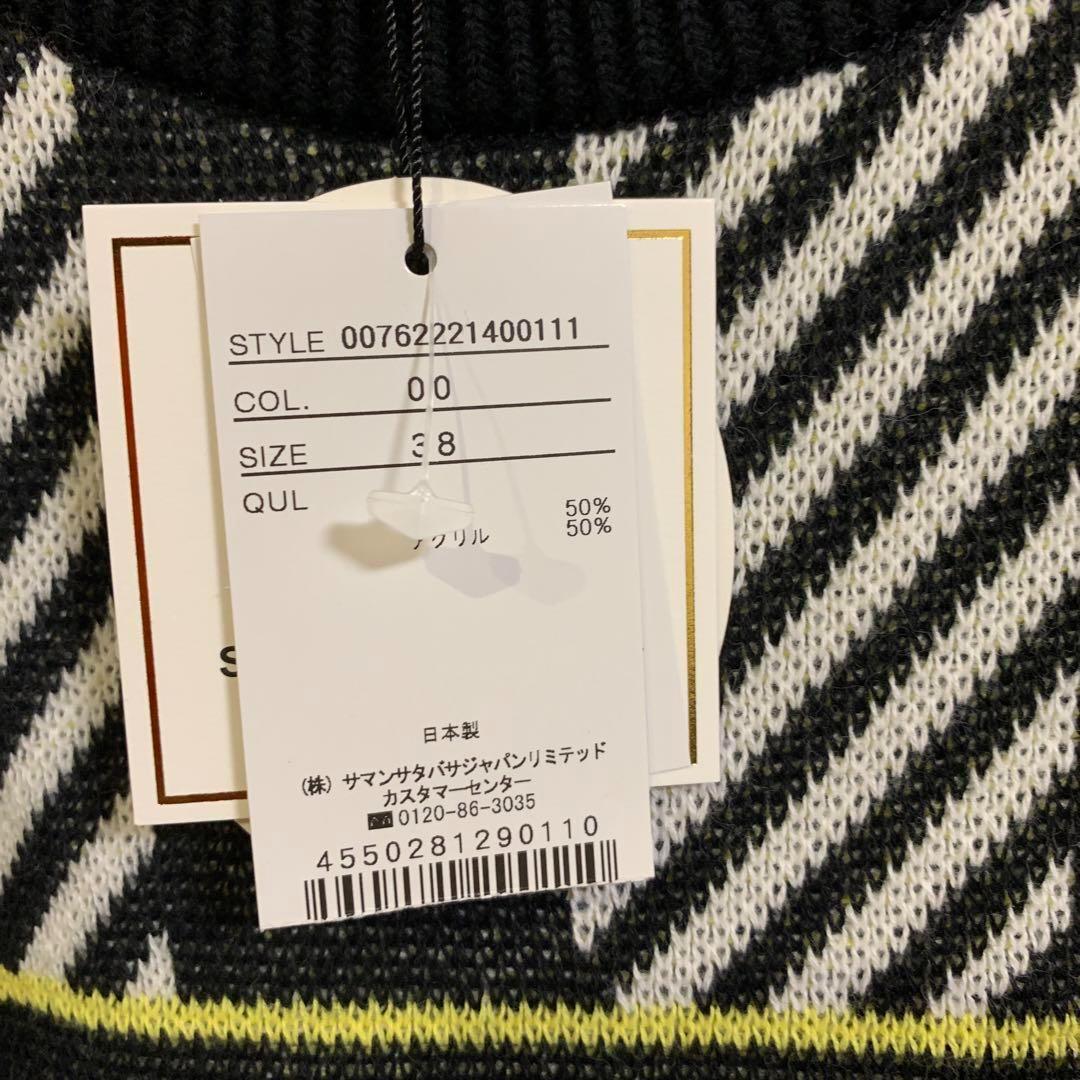 STYLE 00762221400111
COL. 00
SIZE 38
QUL
50%
アクリル 50%
S
日本製
(株) サマンサタバサジャパンリミテッド
カスタマーセンター
0120-86-3035
4550281290110